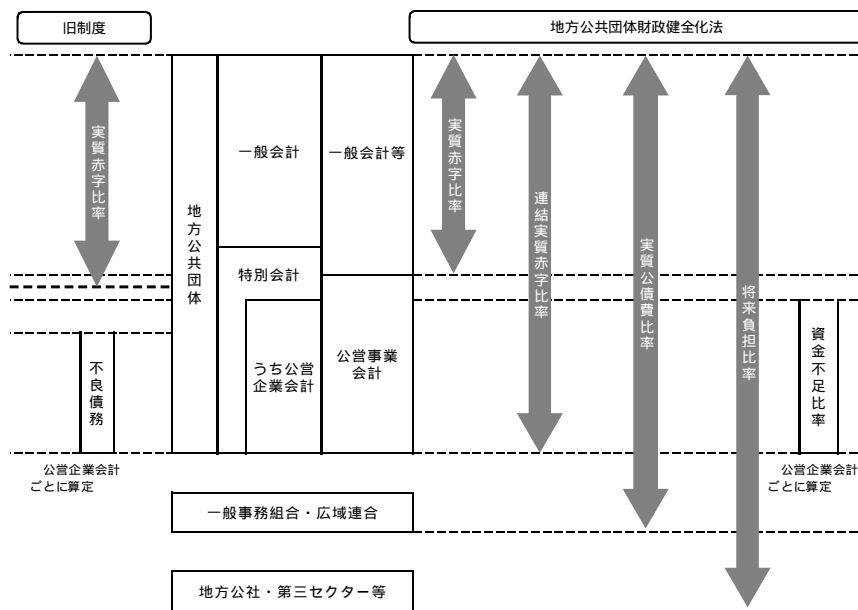 旧制度
地方公共団体財政健全化法
実質赤字比率
地方公共団体
一般会計
一般会計等
実質赤字比率
連結実質赤字比率
実質公債費比率
将来負担比率
特別会計
不良債務
うち公営
企業会計
公営事業
会計
資金不足比率
公営企業会計
ごとに算定
公営企業会計
ごとに算定
一般事務組合・広域連合
地方公社・第三セクター等